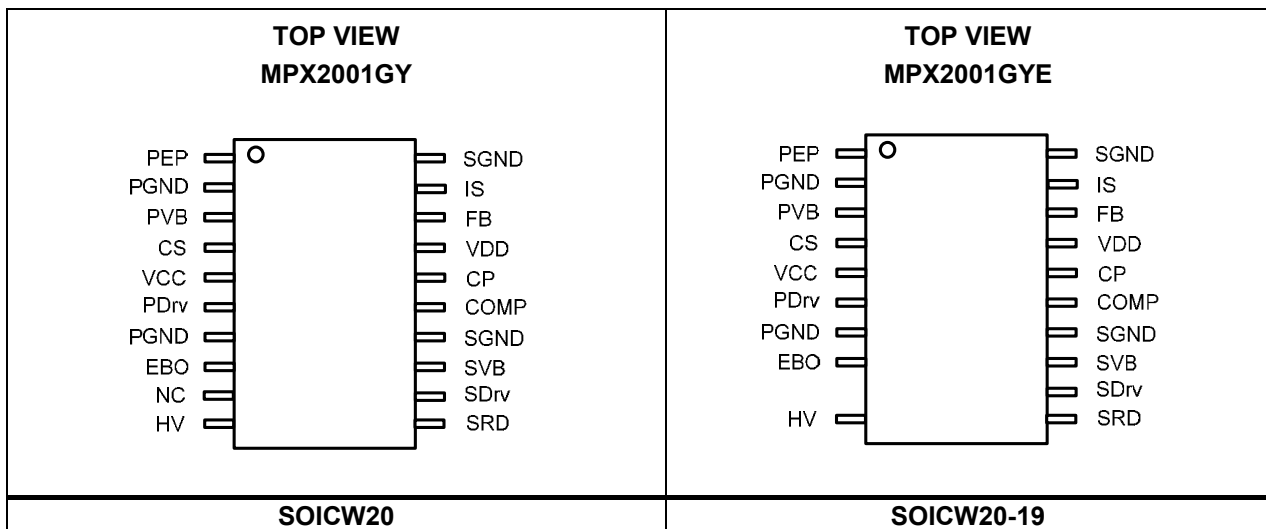 TOP VIEW
MPX2001GY
PEP
PGND
PVB
CS
VCC
PDrv
PGND
EBO
NC
HV
SGND
IS
FB
VDD
CP
COMP
SGND
SVB
SDrv
SRD
SOICW20
TOP VIEW
MPX2001GYE
PEP
PGND
PVB
CS
VCC
PDrv
PGND
EBO
HV
SGND
IS
FB
VDD
CP
COMP
SGND
SVB
SDrv
SRD
SOICW20-19